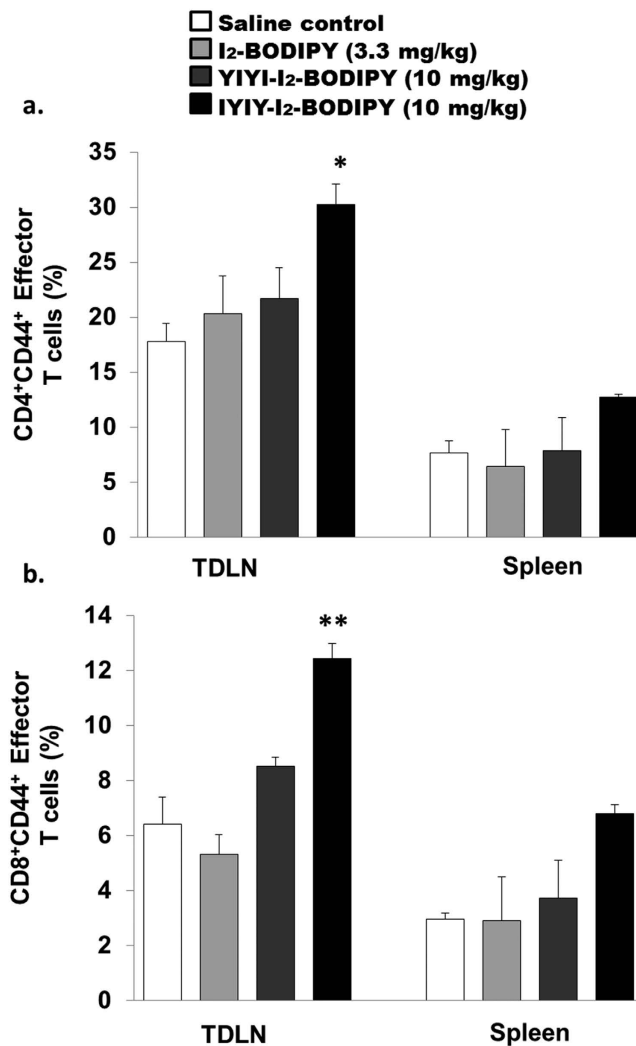 Saline control
I₂-BODIPY (3.3 mg/kg)
YIYI-I₂-BODIPY (10 mg/kg)
IYIY-I₂-BODIPY (10 mg/kg)
a.
35
30
25
20
15
10
5
0
CD4⁺CD44⁺ Effector
T cells (%)
*
TDLN Spleen
b.
14
12
10
8
6
4
2
0
CD8⁺CD44⁺ Effector
T cells (%)
**
TDLN Spleen